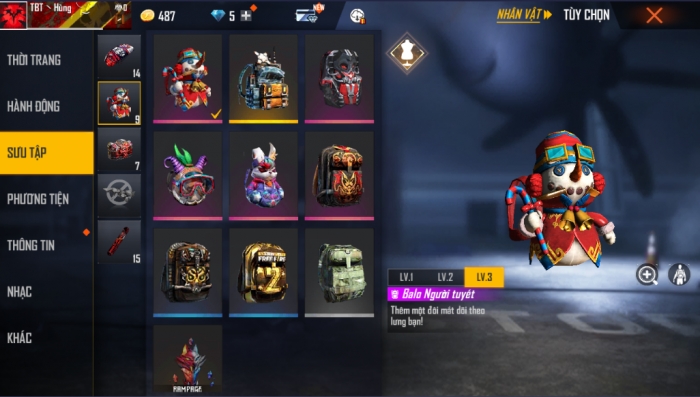 TBT - Hùng
0
487
5
NEW
NHÂN VẬT
TÙY CHỌN
THỜI TRANG
HÀNH ĐỘNG
SƯU TẬP
PHƯƠNG TIỆN
THÔNG TIN
NHẠC
KHÁC
14
9
7
15
RAMPAGE
LV.1
LV.2
LV.3
Balo Người tuyết
Thêm một đôi mắt dõi theo
lưng bạn!